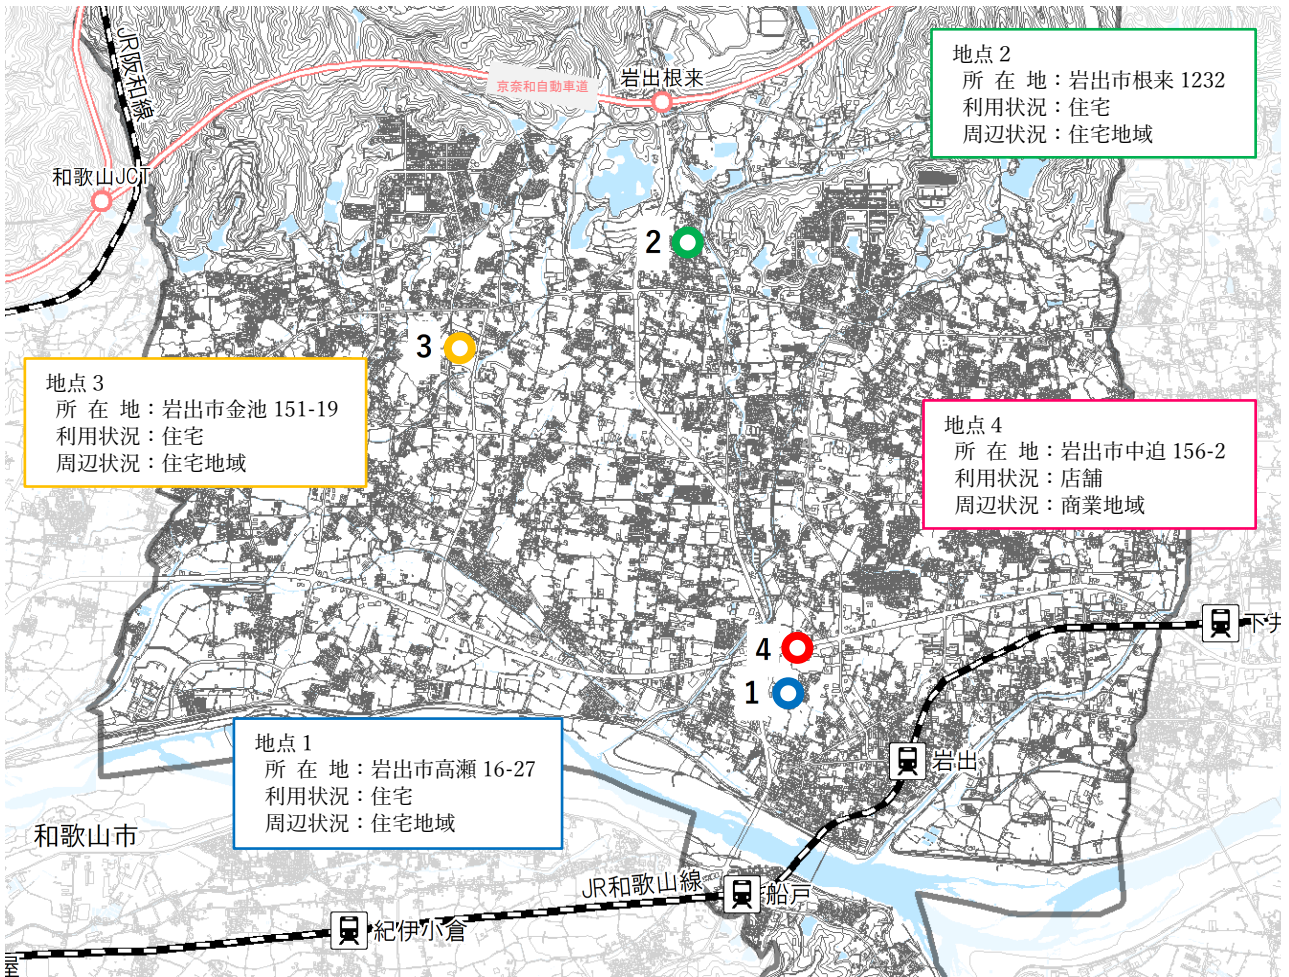 JR阪和線
京奈和自動車道
岩出根来
和歌山JCT
地点2
所在地：岩出市根来 1232
利用状況：住宅
周辺状況：住宅地域
2
3
地点3
所在地：岩出市金池 151-19
利用状況：住宅
周辺状況：住宅地域
地点4
所在地：岩出市中迫 156-2
利用状況：店舗
周辺状況：商業地域
下井
4
1
地点1
所在地：岩出市高瀬 16-27
利用状況：住宅
周辺状況：住宅地域
岩出
和歌山市
JR和歌山線
船戸
紀伊小倉
屋